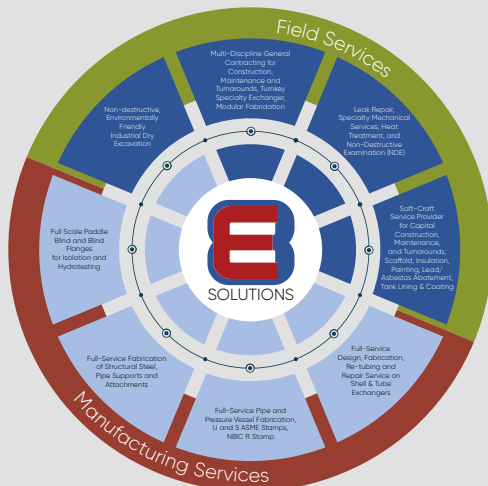 Field Services
Multi-Discipline General
Contracting for
Construction,
Maintenance and
Turnarounds, Turnkey
Specialty Exchanger,
Modular Fabridation
Leak Repair,
Specialty Mechanical
Services, Heat
Treatment, and
Non-Destructive
Examination (NDE)
Soft-Craft
Service Provider
for Capital
Construction,
Maintenance,
and Turnarounds,
Scaffold, Insulation,
Painting, Lead/
Asbestos Abatement,
Tank Lining & Coating
Full-Service
Design, Fabrication,
Re-tubing and
Repair Service on
Shell & Tube
Exchangers
Full-Service Pipe and
Pressure Vessel Fabrication,
U and S ASME Stamps,
NBIC R Stamp
Full-Service Fabrication
of Structural Steel,
Pipe Supports and
Attachments
Full Scale Paddle
Blind and Blind
Flanges
for Isolation and
Hydrotesting
Non-destructive,
Environmentally
Friendly
Industrial Dry
Excavation
E
SOLUTIONS
Manufacturing Services